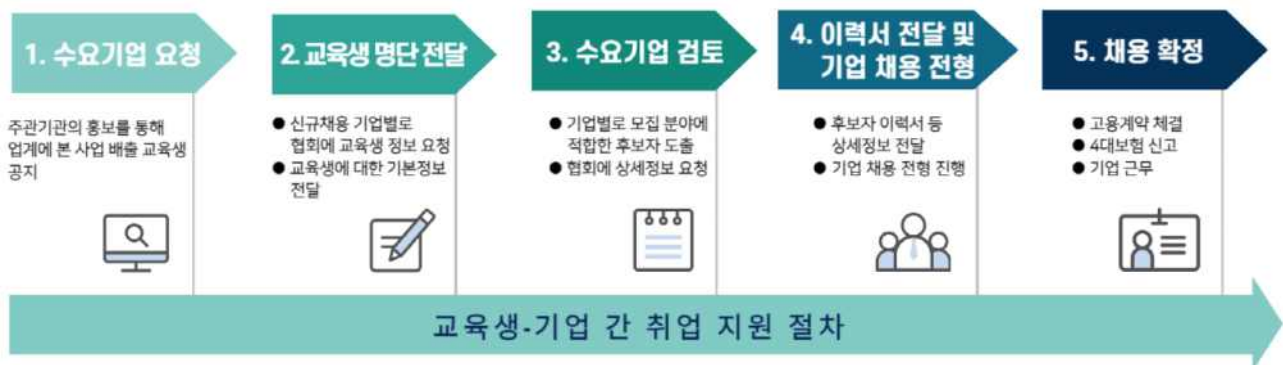 1. 수요기업 요청
주관기관의 홍보를 통해
업계에 본 사업 배출 교육생
공지
2. 교육생 명단 전달
● 신규채용 기업별로
협회에 교육생 정보 요청
● 교육생에 대한 기본정보
전달
3. 수요기업 검토
● 기업별로 모집 분야에
적합한 후보자 도출
● 협회에 상세정보 요청
4. 이력서 전달 및
기업 채용 전형
● 후보자 이력서 등
상세정보 전달
● 기업 채용 전형 진행
5. 채용 확정
● 고용계약 체결
● 4대보험 신고
● 기업 근무
교육생-기업 간 취업 지원 절차